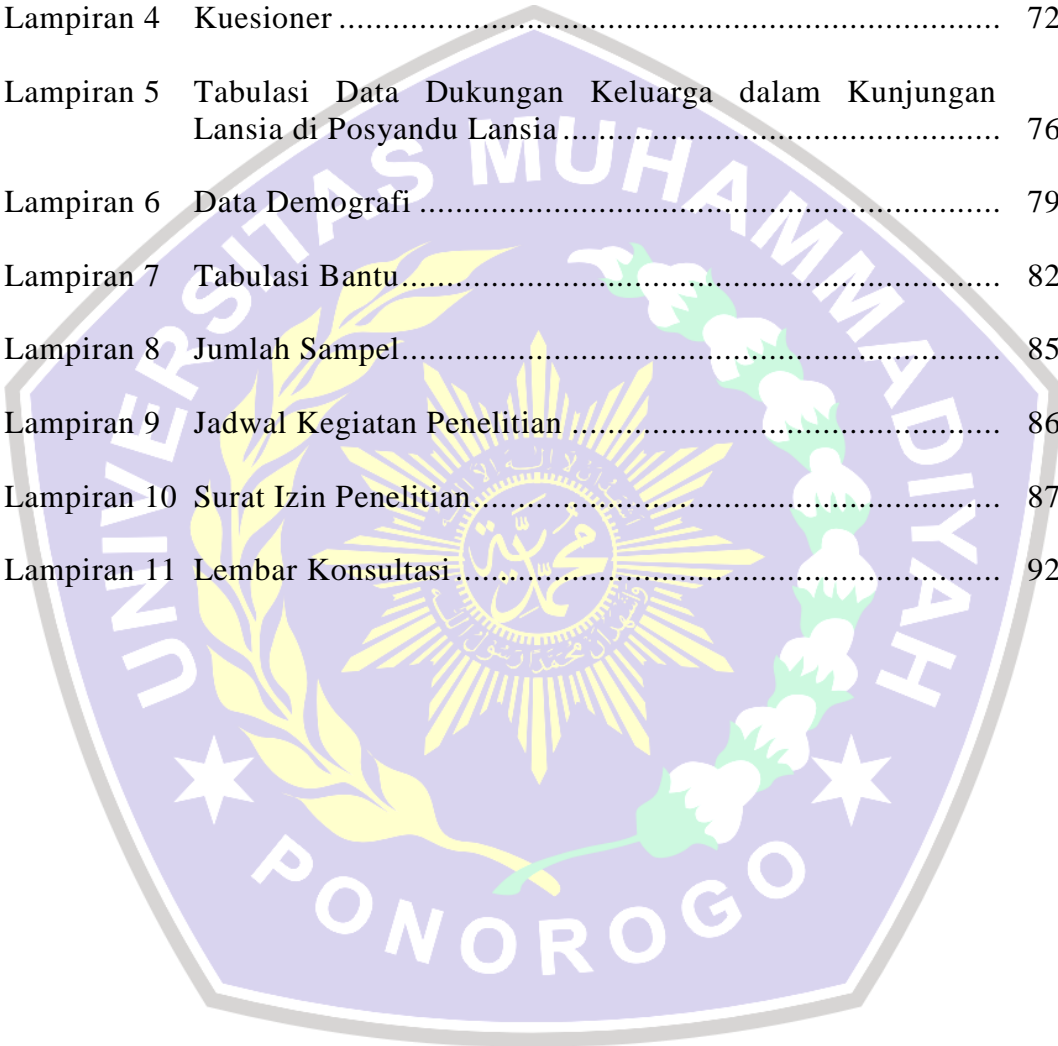 Lampiran 4 Kuesioner ........................................................................... 72
Lampiran 5 Tabulasi Data Dukungan Keluarga dalam Kunjungan
Lansia di Posyandu Lansia ................................................. 76
Lampiran 6 Data Demografi ................................................................. 79
Lampiran 7 Tabulasi Bantu................................................................... 82
Lampiran 8 Jumlah Sampel................................................................... 85
Lampiran 9 Jadwal Kegiatan Penelitian ................................................ 86
Lampiran 10 Surat Izin Penelitian........................................................... 87
Lampiran 11 Lembar Konsultasi ............................................................. 92
UNIVERSITAS MUHAMMADIYAH
PONOROGO
محمد